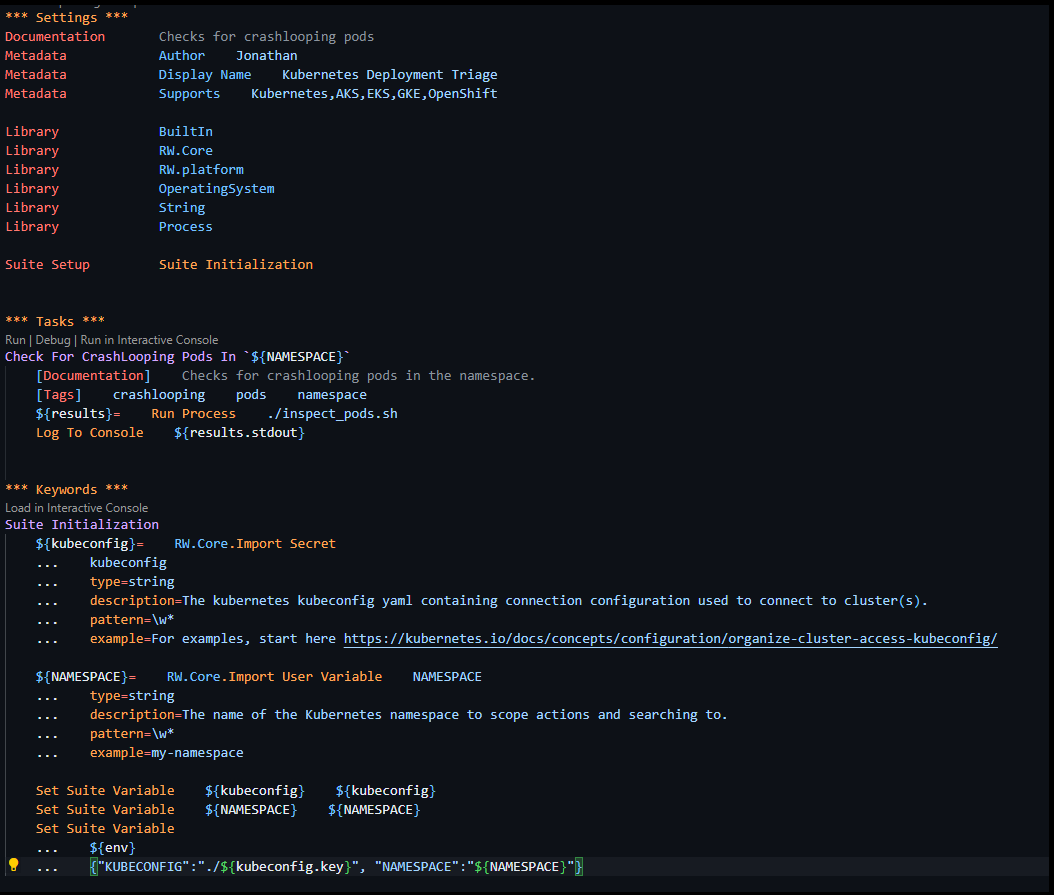 *** Settings ***
Documentation       Checks for crashlooping pods
Metadata            Author    Jonathan
Metadata            Display Name    Kubernetes Deployment Triage
Metadata            Supports    Kubernetes,AKS,EKS,GKE,OpenShift
Library             BuiltIn
Library             RW.Core
Library             RW.platform
Library             OperatingSystem
Library             String
Library             Process
Suite Setup         Suite Initialization
*** Tasks ***
Run | Debug | Run in Interactive Console
Check For CrashLooping Pods In `${NAMESPACE}`
    [Documentation]    Checks for crashlooping pods in the namespace.
    [Tags]    crashlooping    pods    namespace
    ${results}=    Run Process    ./inspect_pods.sh
    Log To Console    ${results.stdout}
*** Keywords ***
Load in Interactive Console
Suite Initialization
    ${kubeconfig}=    RW.Core.Import Secret
    ...    kubeconfig
    ...    type=string
    ...    description=The kubernetes kubeconfig yaml containing connection configuration used to connect to cluster(s).
    ...    pattern=\w*
    ...    example=For examples, start here https://kubernetes.io/docs/concepts/configuration/organize-cluster-access-kubeconfig/
    ${NAMESPACE}=    RW.Core.Import User Variable    NAMESPACE
    ...    type=string
    ...    description=The name of the Kubernetes namespace to scope actions and searching to.
    ...    pattern=\w*
    ...    example=my-namespace
    Set Suite Variable    ${kubeconfig}    ${kubeconfig}
    Set Suite Variable    ${NAMESPACE}    ${NAMESPACE}
    Set Suite Variable
    ...    ${env}
    ...    {"KUBECONFIG":"./${kubeconfig.key}", "NAMESPACE":"${NAMESPACE}"}